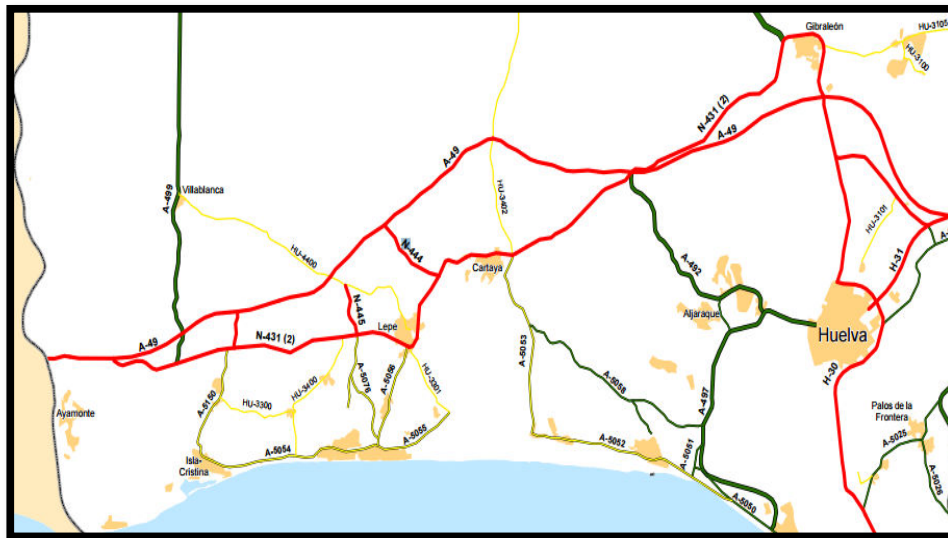 Gibraleón
HU-3105
HU-3100
N-431 (2)
A-49
A-49
A-499
Villablanca
HU-3402
HU-3101
HU-4400
N-444
Cartaya
A-492
H-31
N-445
Aljaraque
Huelva
Lepe
N-431 (2)
A-49
A-5053
A-5150
HU-3400
A-5076
A-5056
HU-3301
A-5058
A-497
H-30
Ayamonte
HU-3300
Palos de la
Frontera
A-5055
A-5054
A-5052
A-5025
Isla-
Cristina
A-5051
A-5050
A-5026